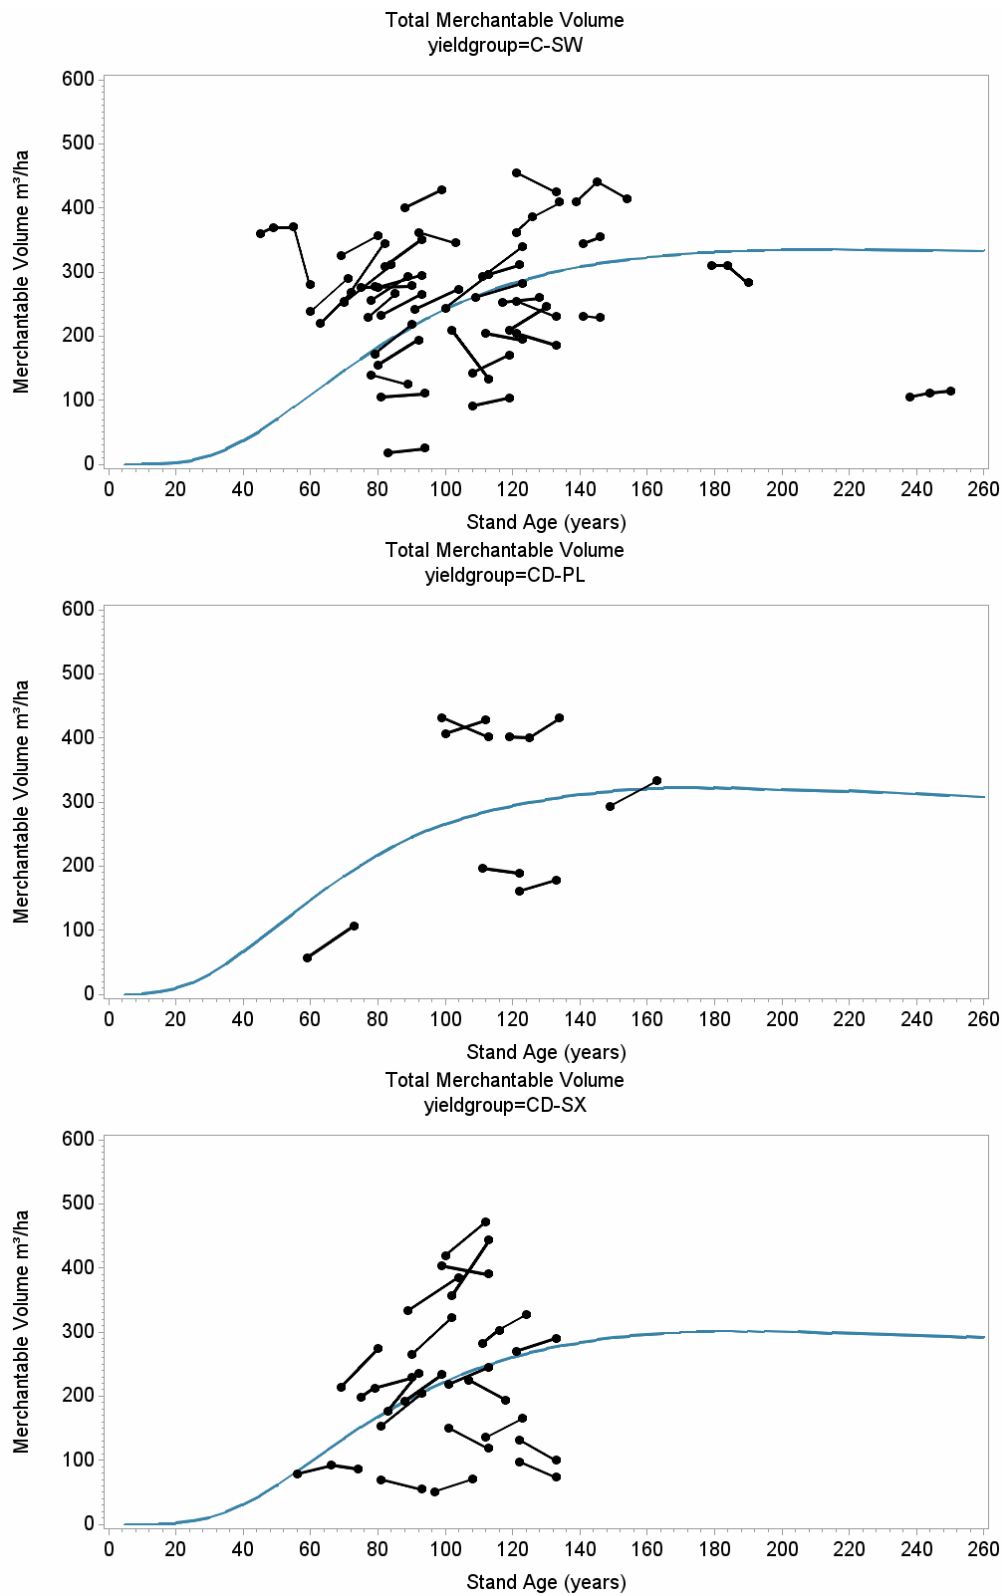 Total Merchantable Volume
yieldgroup=C-SW
Merchantable Volume m³/ha
600
500
400
300
200
100
0
0 20 40 60 80 100 120 140 160 180 200 220 240 260
Stand Age (years)
Total Merchantable Volume
yieldgroup=CD-PL
Merchantable Volume m³/ha
600
500
400
300
200
100
0
0 20 40 60 80 100 120 140 160 180 200 220 240 260
Stand Age (years)
Total Merchantable Volume
yieldgroup=CD-SX
Merchantable Volume m³/ha
600
500
400
300
200
100
0
0 20 40 60 80 100 120 140 160 180 200 220 240 260
Stand Age (years)